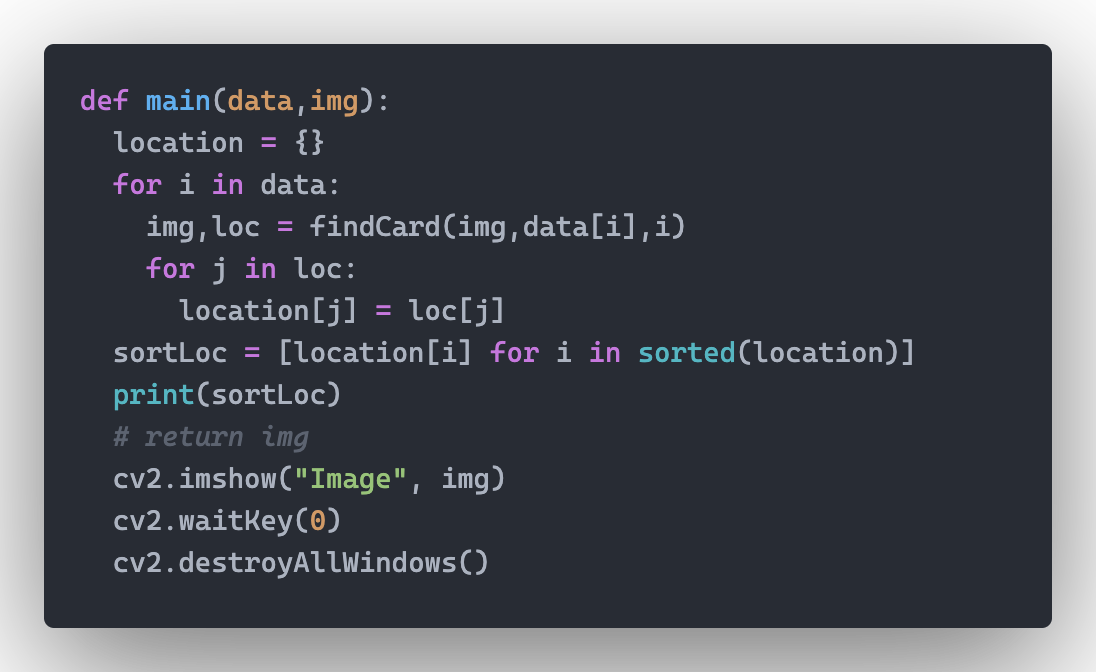 def main(data,img):
  location = {}
  for i in data:
    img,loc = findCard(img,data[i],i)
    for j in loc:
      location[j] = loc[j]
  sortLoc = [location[i] for i in sorted(location)]
  print(sortLoc)
  # return img
  cv2.imshow("Image", img)
  cv2.waitKey(0)
  cv2.destroyAllWindows()